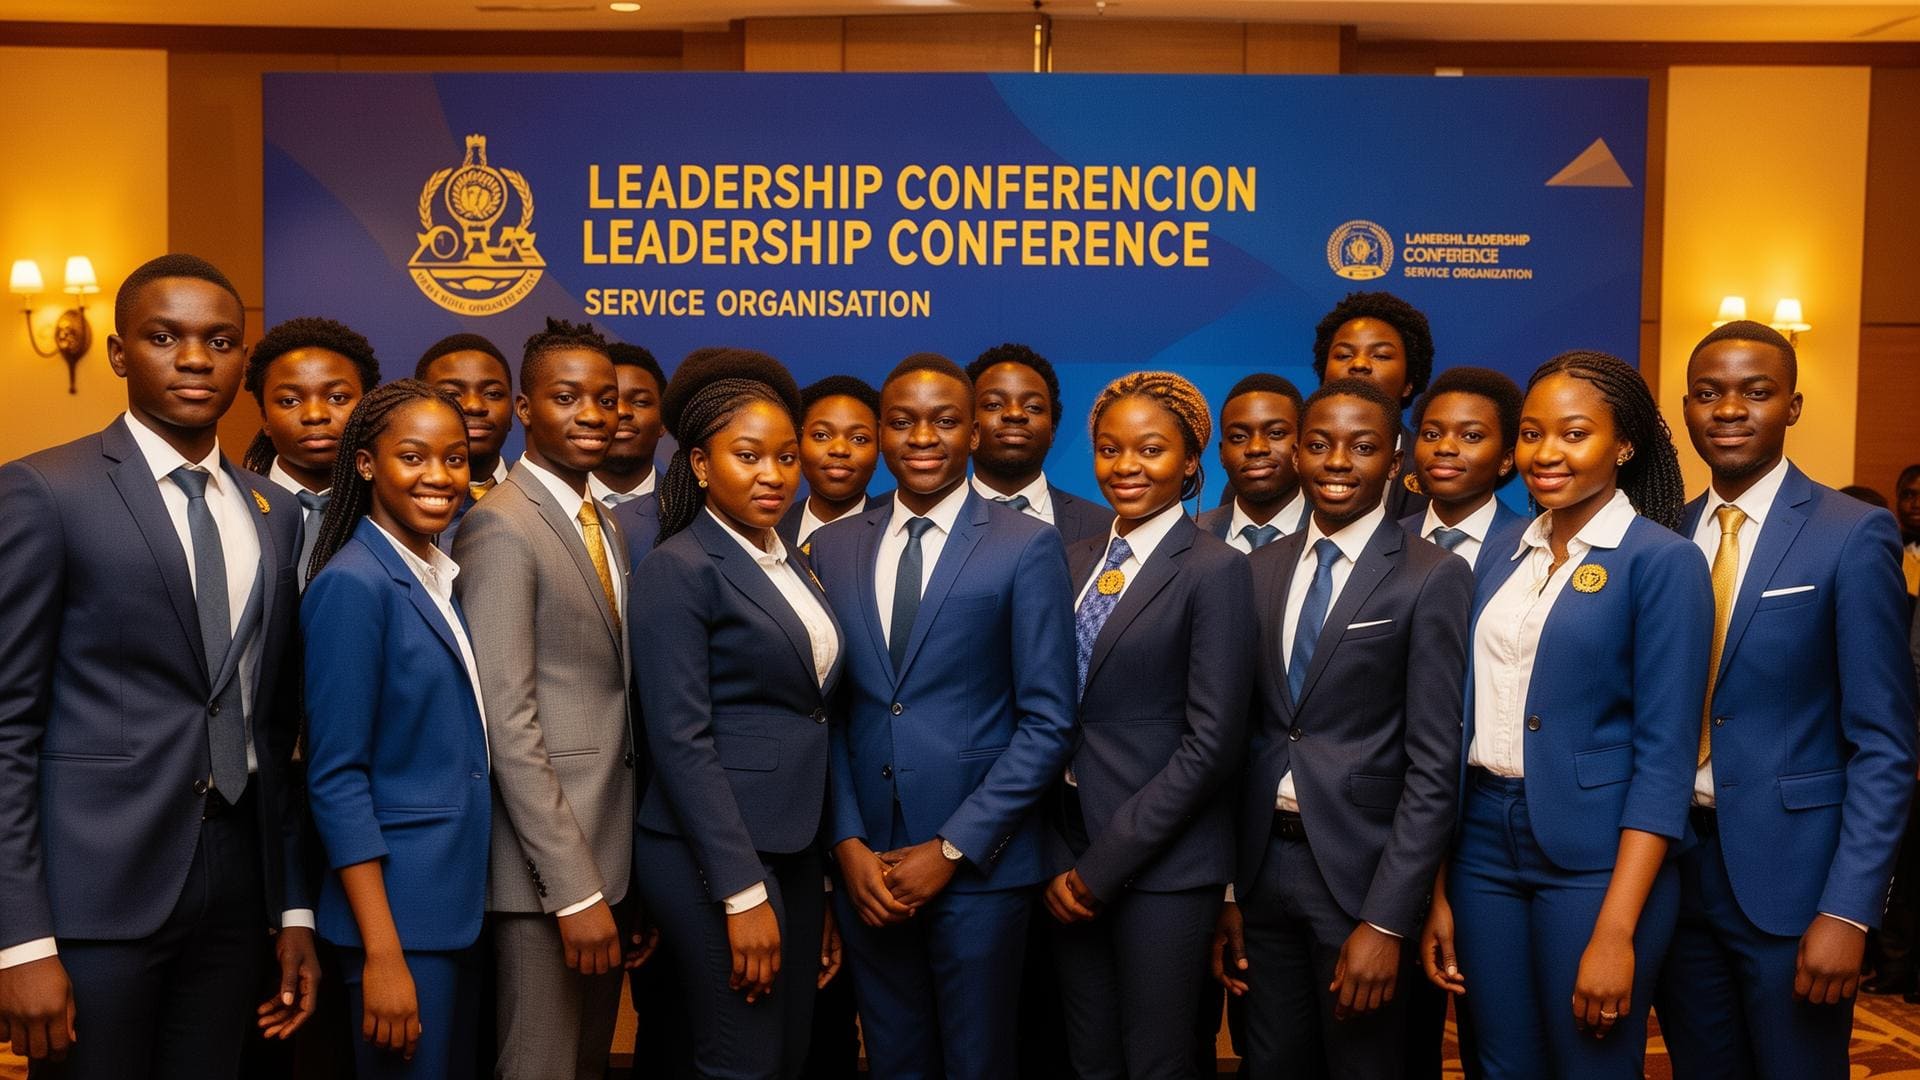 LEADERSHIP CONFERENCION
LEADERSHIP CONFERENCE
SERVICE ORGANISATION
LANERSHI.LEADERSHIP
CONFERENCE
SERVICE ORGANIZATION